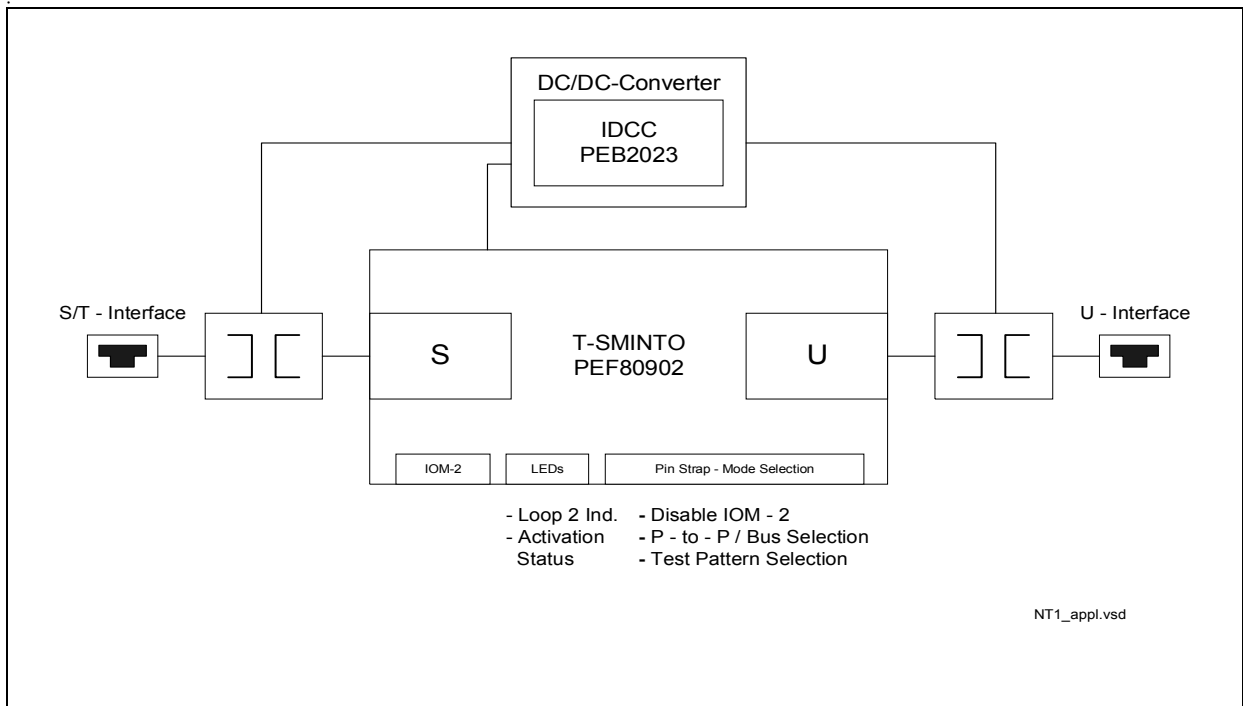 DC/DC-Converter
IDCC
PEB2023
S/T - Interface
U - Interface
S
T-SMINTO
PEF80902
U
IOM-2
LEDs
Pin Strap - Mode Selection
- Loop 2 Ind.
- Activation
Status
- Disable IOM - 2
- P - to - P / Bus Selection
- Test Pattern Selection
NT1_appl.vsd